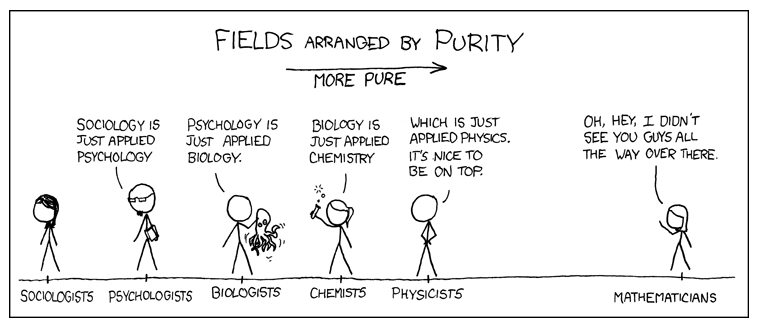 FIELDS ARRANGED BY PURITY
MORE PURE
SOCIOLOGY IS
JUST APPLIED
PSYCHOLOGY
PSYCHOLOGY IS
JUST APPLIED
BIOLOGY.
BIOLOGY IS
JUST APPLIED
CHEMISTRY
WHICH IS JUST
APPLIED PHYSICS.
IT'S NICE TO
BE ON TOP.
OH, HEY, I DIDN'T
SEE YOU GUYS ALL
THE WAY OVER THERE.
SOCIOLOGISTS
PSYCHOLOGISTS
BIOLOGISTS
CHEMISTS
PHYSICISTS
MATHEMATICIANS